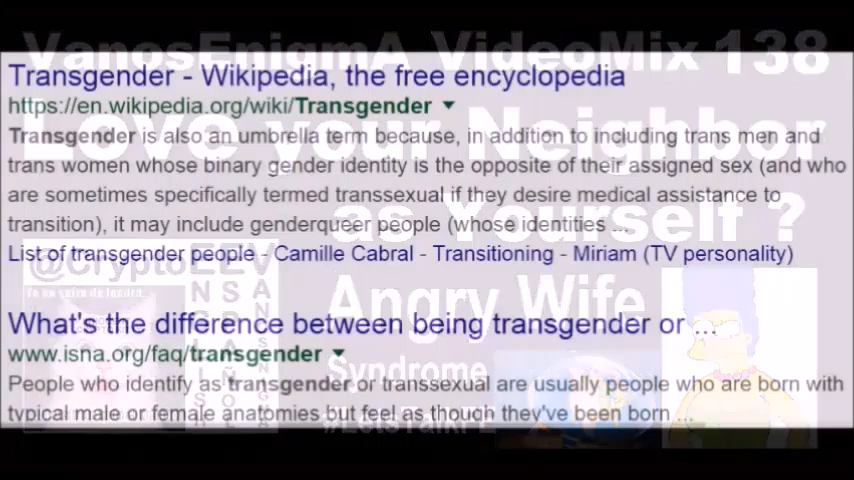 VanosEnigmA VideoMix 138
Transgender - Wikipedia, the free encyclopedia
https://en.wikipedia.org/wiki/Transgender
Love your Neighbor
Transgender is also an umbrella term because, in addition to including trans men and
trans women whose binary gender identity is the opposite of their assigned sex (and who
are sometimes specifically termed transsexual if they desire medical assistance to
as Yourself ?
transition), it may include genderqueer people (whose identities ...
List of transgender people - Camille Cabral - Transitioning - Miriam (TV personality)
@CryptoEEV
Angry Wife
What's the difference between being transgender or ...
www.isna.org/faq/transgender
Syndrome
People who identify as transgender or transsexual are usually people who are born with
typical male or female anatomies but feel as though they've been born ...